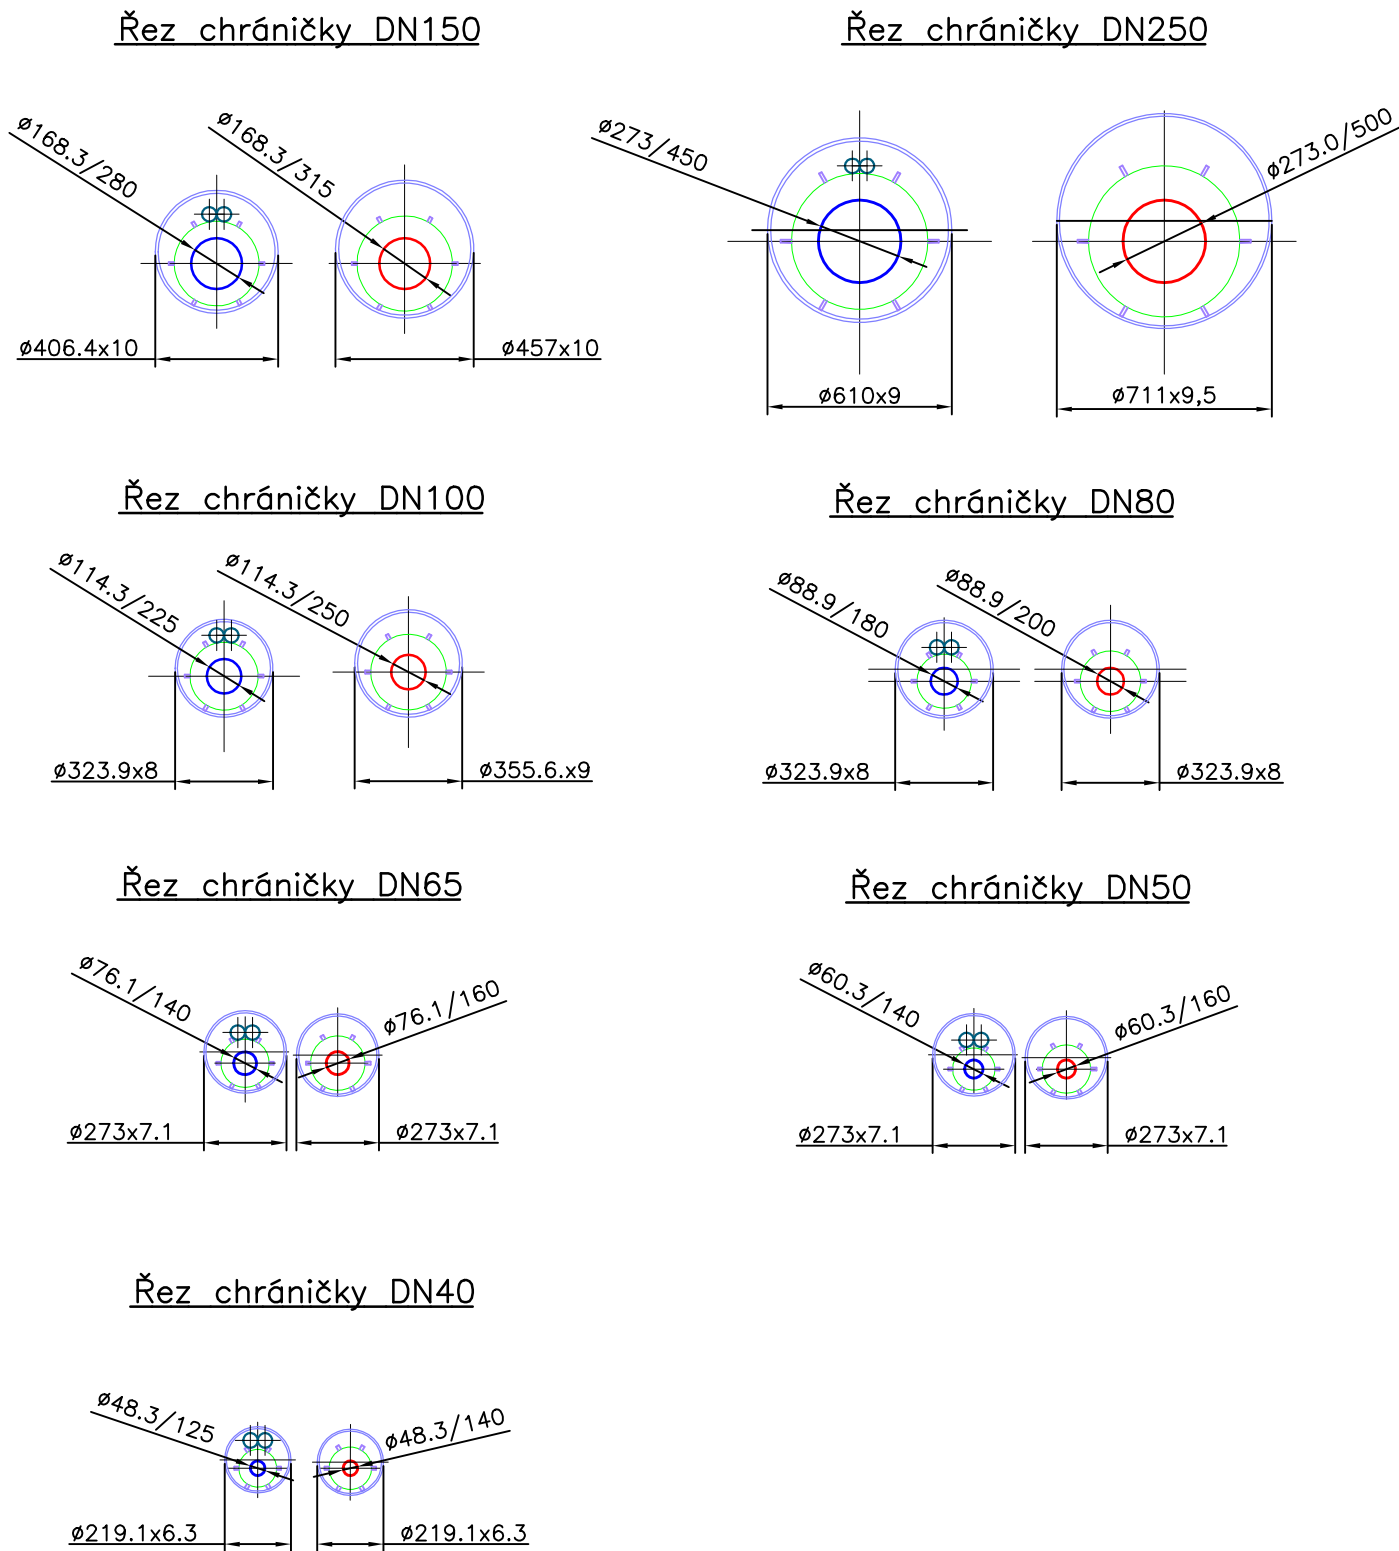 Řez chráničky DN150
ø168.3/280
ø168.3/315
ø406.4x10
ø457x10
Řez chráničky DN250
ø273/450
ø273.0/500
ø610x9
ø711x9,5
Řez chráničky DN100
ø114.3/225
ø114.3/250
ø323.9x8
ø355.6.x9
Řez chráničky DN80
ø88.9/180
ø88.9/200
ø323.9x8
ø323.9x8
Řez chráničky DN65
ø76.1/140
ø76.1/160
ø273x7.1
ø273x7.1
Řez chráničky DN50
ø60.3/140
ø60.3/160
ø273x7.1
ø273x7.1
Řez chráničky DN40
ø48.3/125
ø48.3/140
ø219.1x6.3
ø219.1x6.3